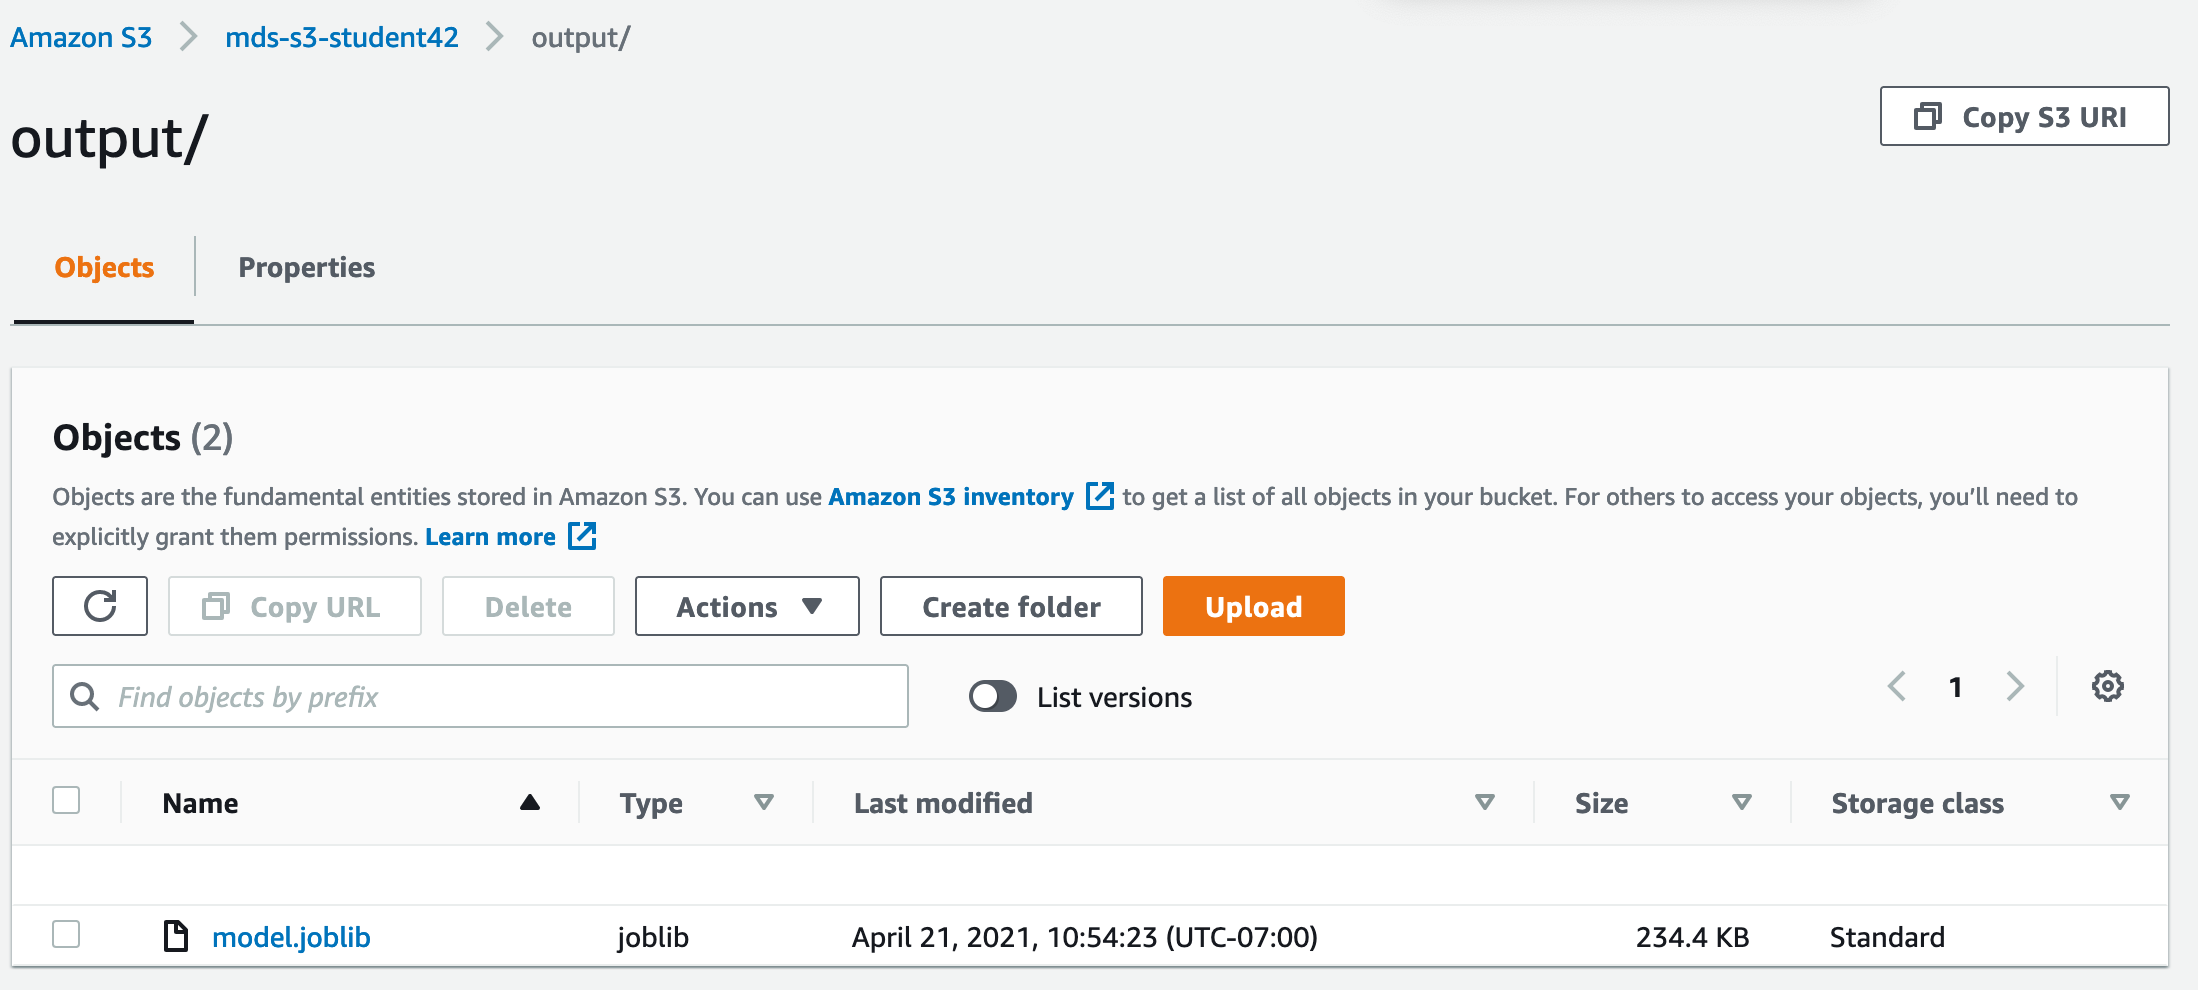 Amazon S3 mds-s3-student42 output/
output/
Copy S3 URI
Objects Properties
Objects (2)
Objects are the fundamental entities stored in Amazon S3. You can use Amazon S3 inventory to get a list of all objects in your bucket. For others to access your objects, you’ll need to
explicitly grant them permissions. Learn more
Copy URL Delete Actions Create folder Upload
Find objects by prefix List versions 1
Name Type Last modified Size Storage class
model.joblib joblib April 21, 2021, 10:54:23 (UTC-07:00) 234.4 KB Standard